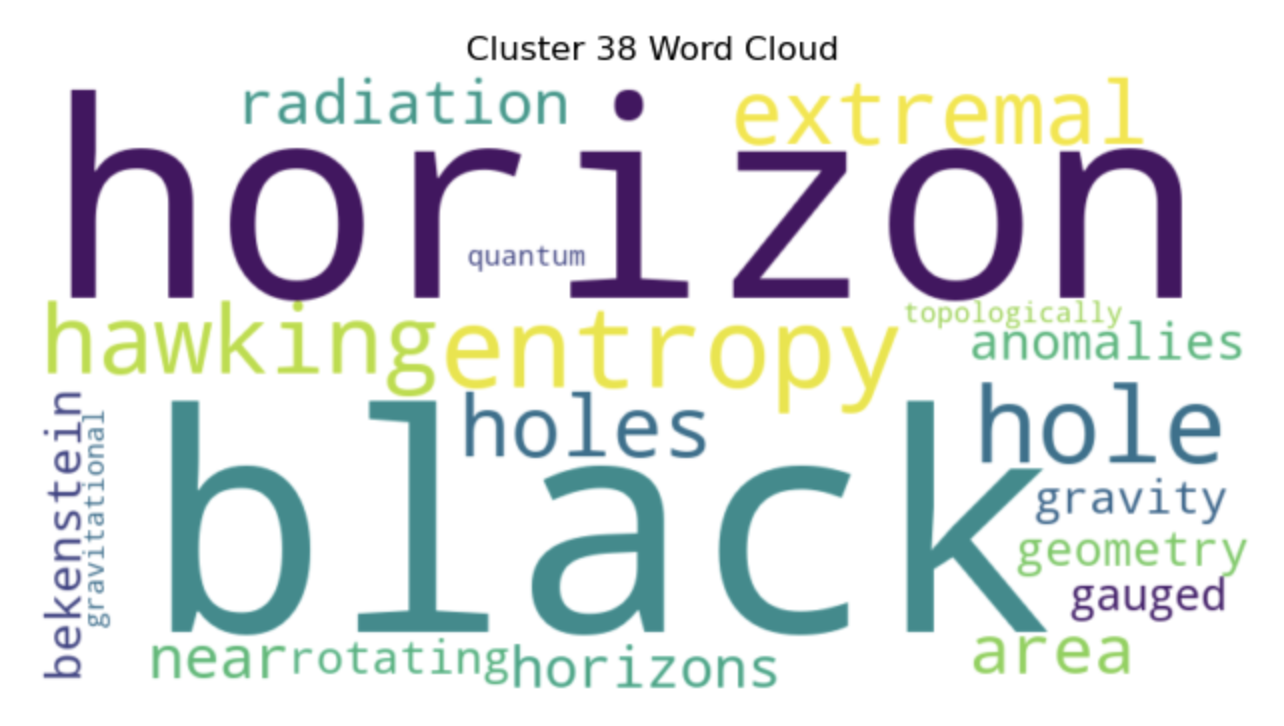 Cluster 38 Word Cloud
radiation
extremal
horizon
quantum
hawking
entropy
topologically
anomalies
bekenstein
gravitational
holes
hole
black
gravity
geometry
gauged
near
rotating
horizons
area